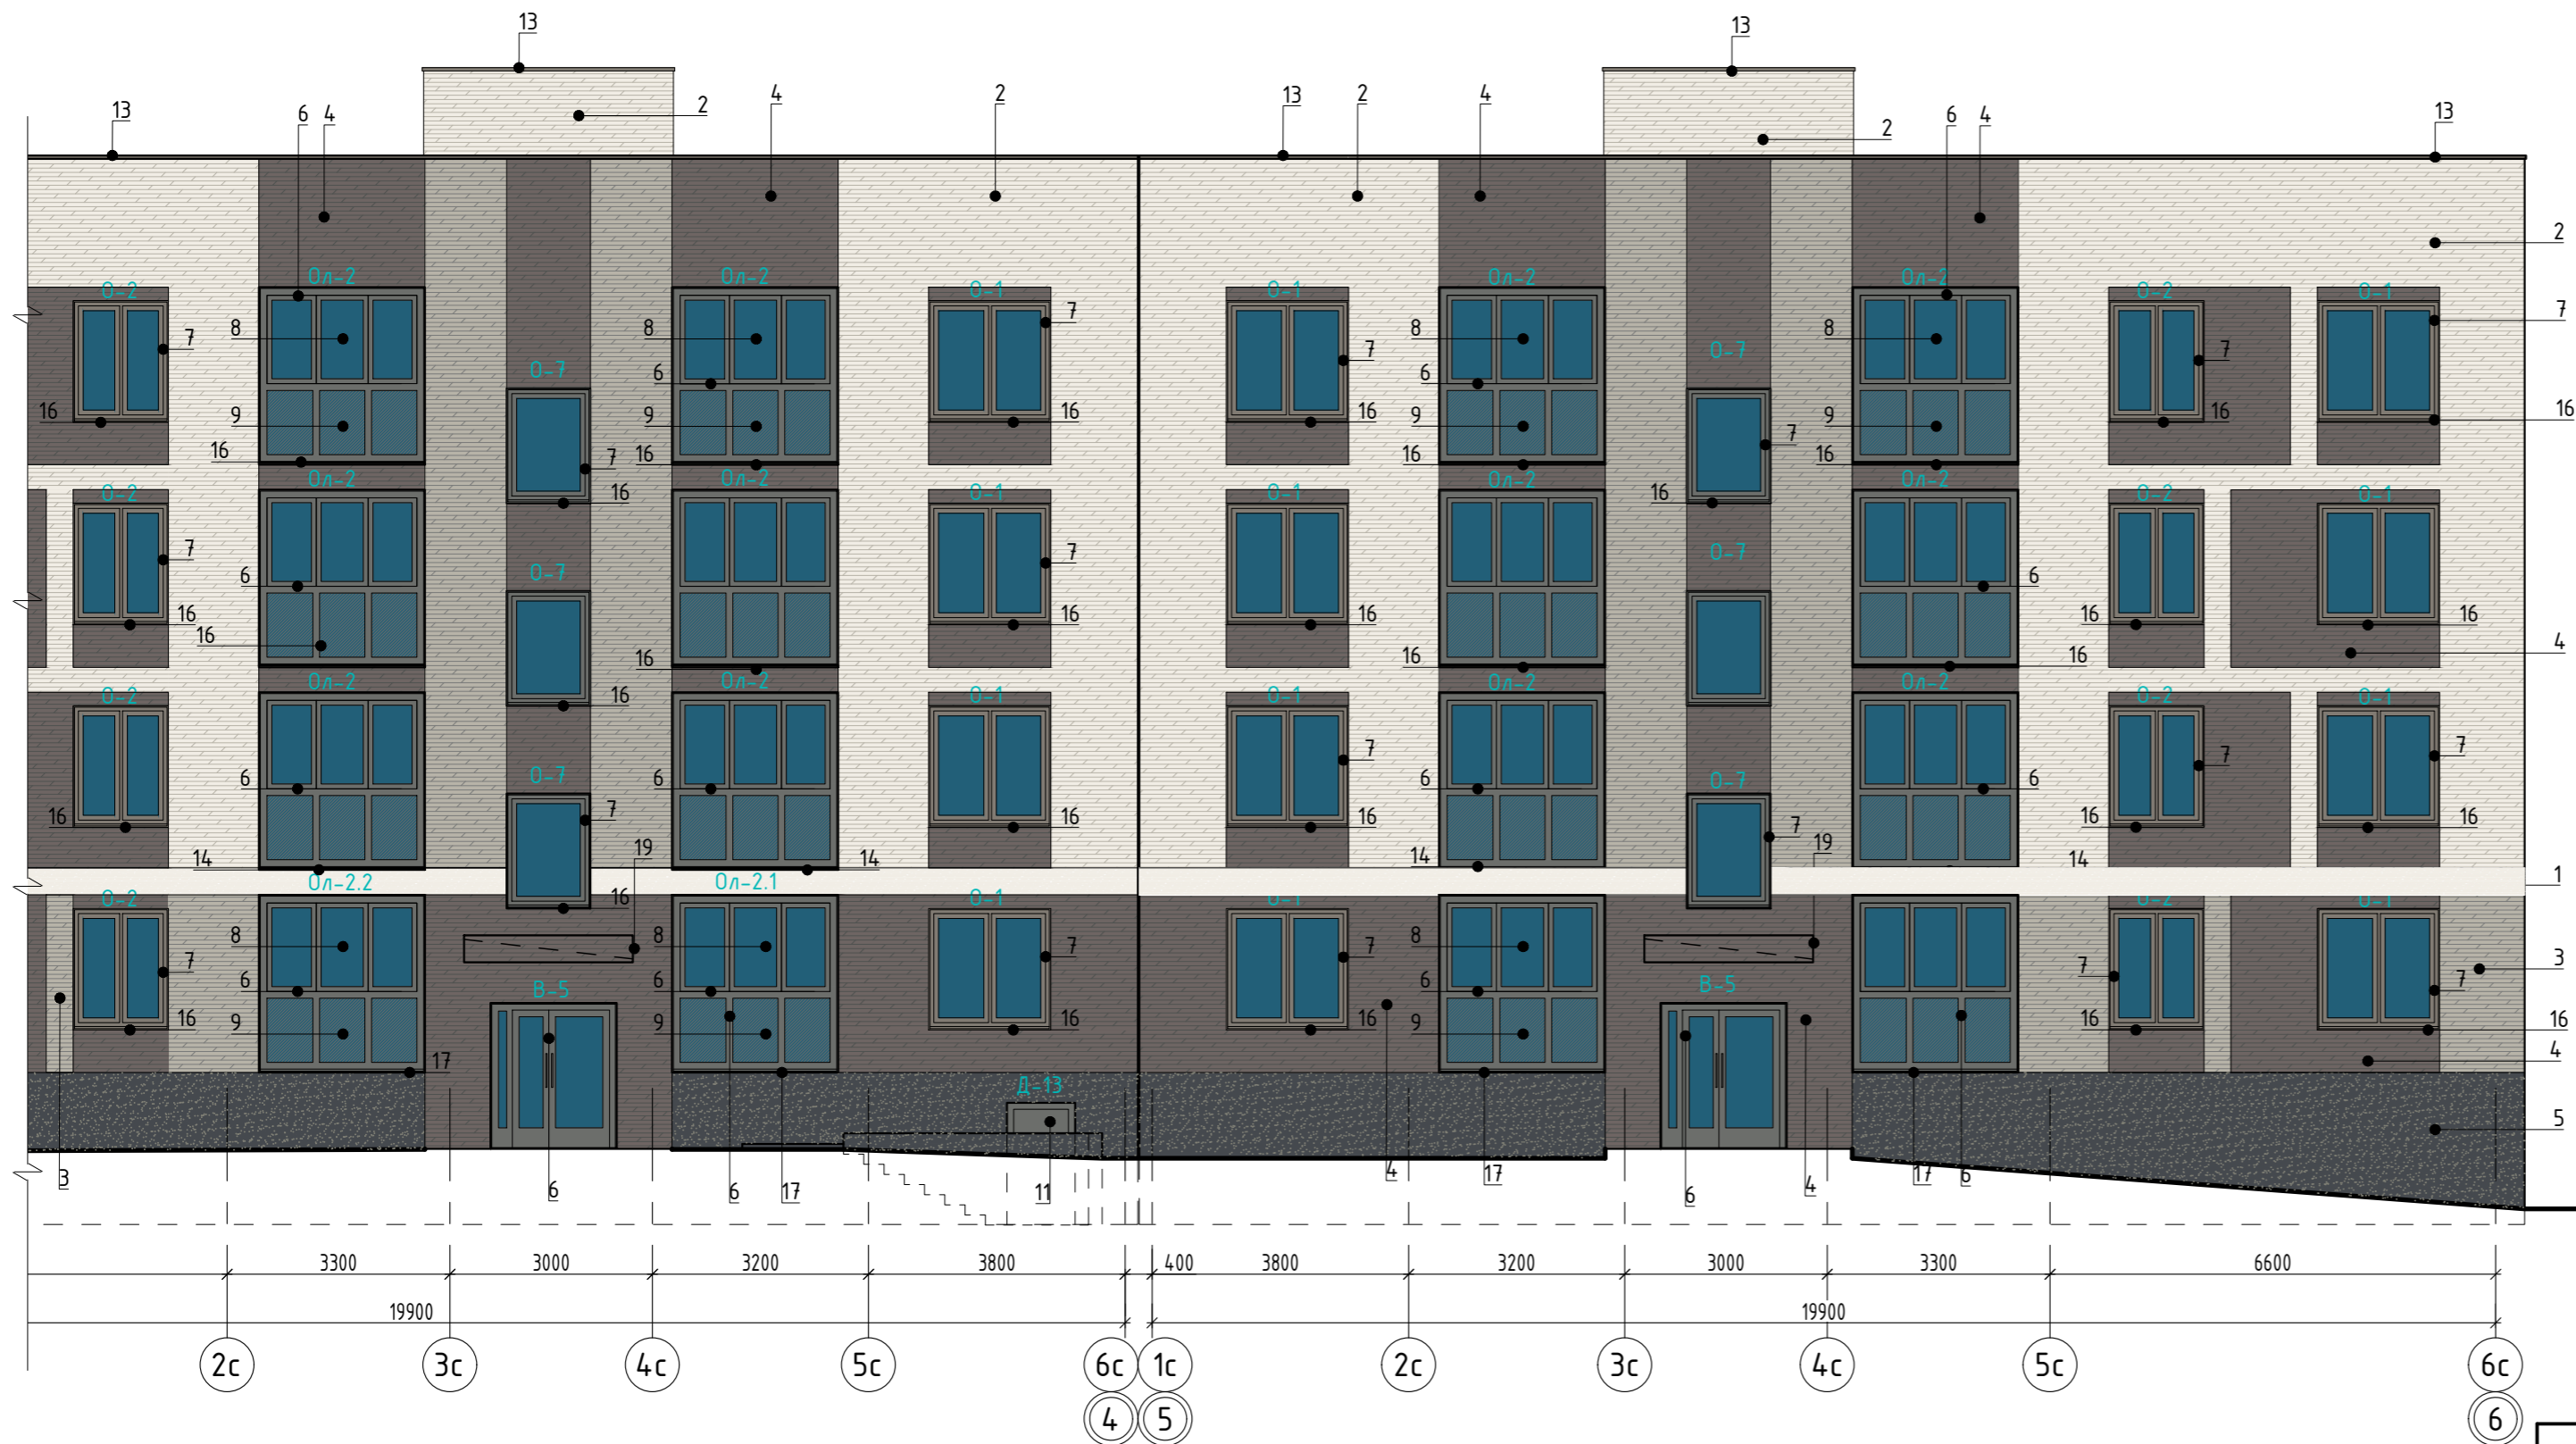 13 13
13 6 4 2 4 2 13 2 4 2 6 4 13
2
О-2 Ол-2 Ол-2 О-1 О-1 Ол-2 Ол-2 О-2 О-1
7 8 8 7 7 8 О-7 8 7 7
О-7 6 6
16 9 9 16 16 9 7 9 16 16
16 7 16 16 16
О-2 Ол-2 16 Ол-2 О-1 О-1 Ол-2 16 Ол-2 О-2 О-1
7 6 О-7 7 О-7 6
16 16 16 16 16 16 16
16 16 16 16 4
О-2 Ол-2 16 Ол-2 О-1 О-1 Ол-2 Ол-2 О-2 О-1
6 О-7 6 7 6 О-7 6 7 7
16 7 19 16 16 7 19 16 16
14 14 14 14
О-2 Ол-2.2 16 Ол-2.1 О-1 О-1 О-1 1
7 8 8 7 7 8 7 7 3
6 В-5 6 6 В-5
16 9 9 16 16 4 9 4 16 16
17 Д-13 4
5
3 6 6 17 11 4 17 6 4 17 6
3300 3000 3200 3800 400 3800 3200 3000 3300 6600
19900 19900
2с 3с 4с 5с 6с 1с 2с 3с 4с 5с 6с
4 5 6